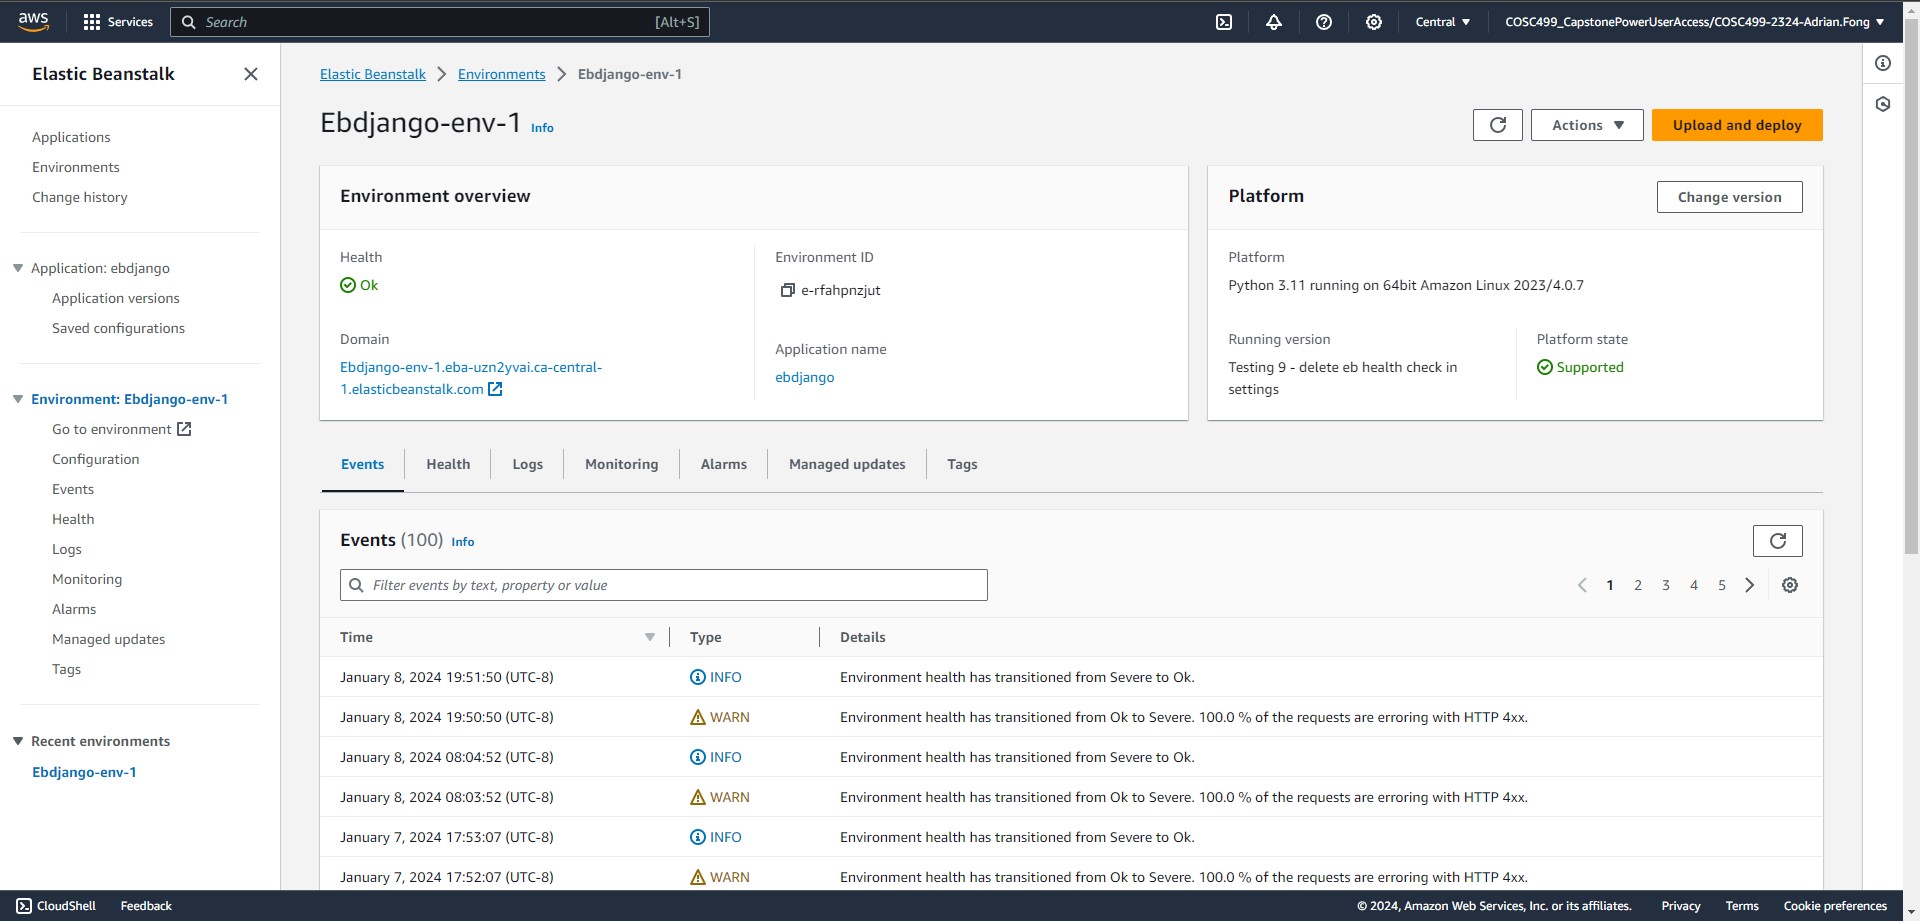 aws
Services
Search
[Alt+S]
Central ▼
COSC499_CapstonePowerUserAccess/COSC499-2324-Adrian.Fong ▼
Elastic Beanstalk
Applications
Environments
Change history
Application: ebdjango
Application versions
Saved configurations
Environment: Ebdjango-env-1
Go to environment
Configuration
Events
Health
Logs
Monitoring
Alarms
Managed updates
Tags
Recent environments
Ebdjango-env-1
Elastic Beanstalk > Environments > Ebdjango-env-1
Ebdjango-env-1 Info
Actions ▼
Upload and deploy
Environment overview
Health
Ok
Domain
Ebdjango-env-1.eba-uzn2yvai.ca-central-
1.elasticbeanstalk.com
Environment ID
e-rfahpnzjut
Application name
ebdjango
Platform
Change version
Platform
Python 3.11 running on 64bit Amazon Linux 2023/4.0.7
Running version
Testing 9 - delete eb health check in
settings
Platform state
Supported
Events
Health
Logs
Monitoring
Alarms
Managed updates
Tags
Events (100) Info
Filter events by text, property or value
1 2 3 4 5
Time Type Details
January 8, 2024 19:51:50 (UTC-8) INFO Environment health has transitioned from Severe to Ok.
January 8, 2024 19:50:50 (UTC-8) WARN Environment health has transitioned from Ok to Severe. 100.0 % of the requests are erroring with HTTP 4xx.
January 8, 2024 08:04:52 (UTC-8) INFO Environment health has transitioned from Severe to Ok.
January 8, 2024 08:03:52 (UTC-8) WARN Environment health has transitioned from Ok to Severe. 100.0 % of the requests are erroring with HTTP 4xx.
January 7, 2024 17:53:07 (UTC-8) INFO Environment health has transitioned from Severe to Ok.
January 7, 2024 17:52:07 (UTC-8) WARN Environment health has transitioned from Ok to Severe. 100.0 % of the requests are erroring with HTTP 4xx.
CloudShell
Feedback
© 2024, Amazon Web Services, Inc. or its affiliates.
Privacy
Terms
Cookie preferences